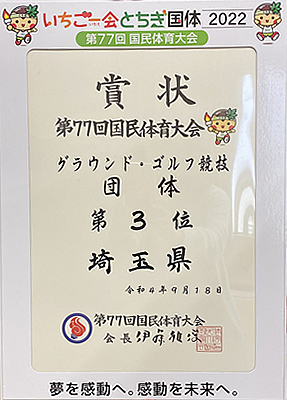 いちご一会とちぎ国体 2022
第77回 国民体育大会
賞状
第77回国民体育大会
グラウンド・ゴルフ競技
団体
第3位
埼玉県
令和4年9月18日
第77回国民体育大会
会長 伊藤雅俊
夢を感動へ。感動を未来へ。